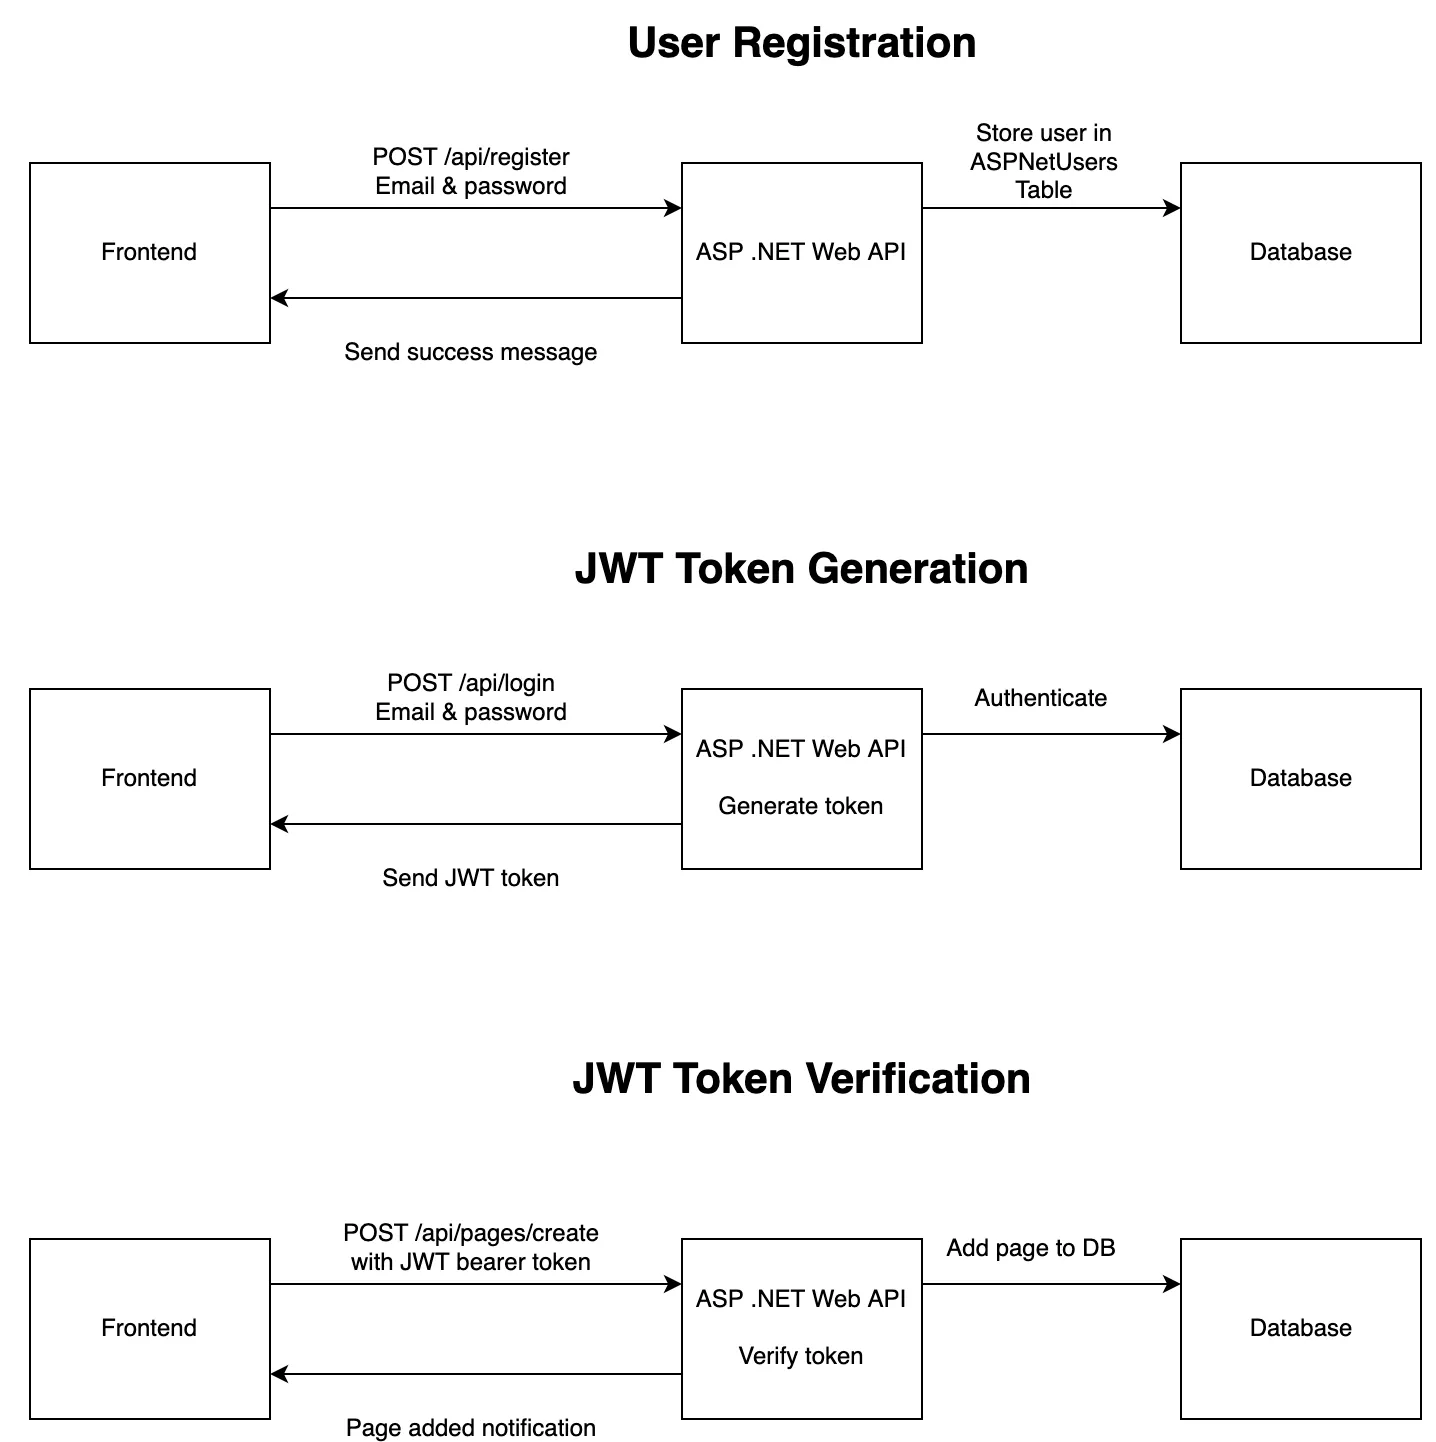 User Registration
POST /api/register
Email & password
Store user in
ASPNetUsers
Table
Frontend
ASP .NET Web API
Database
Send success message
JWT Token Generation
POST /api/login
Email & password
Authenticate
Frontend
ASP .NET Web API
Generate token
Database
Send JWT token
JWT Token Verification
POST /api/pages/create
with JWT bearer token
Add page to DB
Frontend
ASP .NET Web API
Verify token
Database
Page added notification